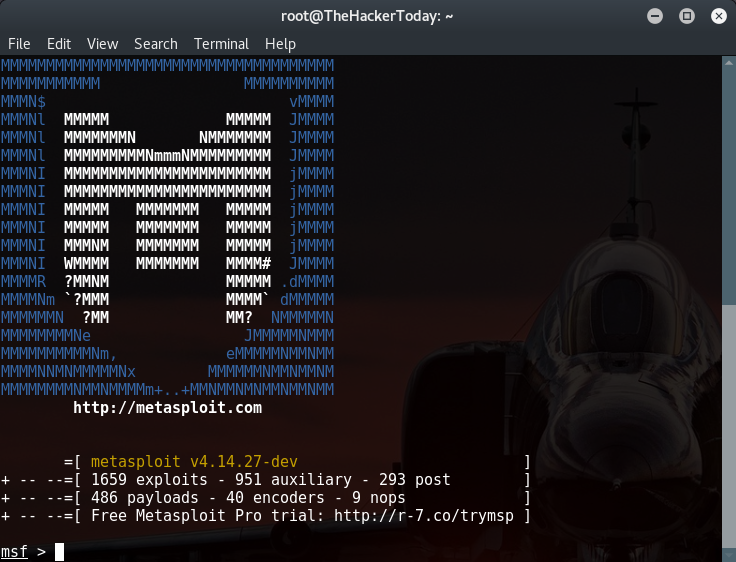 root@TheHackerToday: ~
File Edit View Search Terminal Help
MMMMMMMMMMMMMMMMMMMMMMMMMMMMMMMMMMMMM
MMMMMMMMMMM                MMMMMMMMMM
MMMN$                           vMMMM
MMMNl  MMMMM             MMMMM  JMMMM
MMMNl  MMMMMMMN       NMMMMMMM  JMMMM
MMMNl  MMMMMMMMMNmmmNMMMMMMMMM  JMMMM
MMMNI  MMMMMMMMMMMMMMMMMMMMMMM  jMMMM
MMMNI  MMMMMMMMMMMMMMMMMMMMMMM  jMMMM
MMMNI  MMMMM   MMMMMMM   MMMMM  jMMMM
MMMNI  MMMMM   MMMMMMM   MMMMM  jMMMM
MMMNI  MMMNM   MMMMMMM   MMMMM  jMMMM
MMMNI  WMMMM   MMMMMMM   MMMM#  JMMMM
MMMMR  ?MMNM             MMMMM .dMMMM
MMMMNm `?MMM             MMMM` dMMMMM
MMMMMMN  ?MM             MM?  NMMMMMN
MMMMMMMMNe                 JMMMMMNMMM
MMMMMMMMMMNm,            eMMMMMNMMNMM
MMMMNNMNMMMMMNx        MMMMMMNMMNMMNM
MMMMMMMMNMMNMMMMm+..+MMNMMNMNMMNMMNMM
        http://metasploit.com
       =[ metasploit v4.14.27-dev                         ]
+ -- --=[ 1659 exploits - 951 auxiliary - 293 post        ]
+ -- --=[ 486 payloads - 40 encoders - 9 nops             ]
+ -- --=[ Free Metasploit Pro trial: http://r-7.co/trymsp ]
msf >